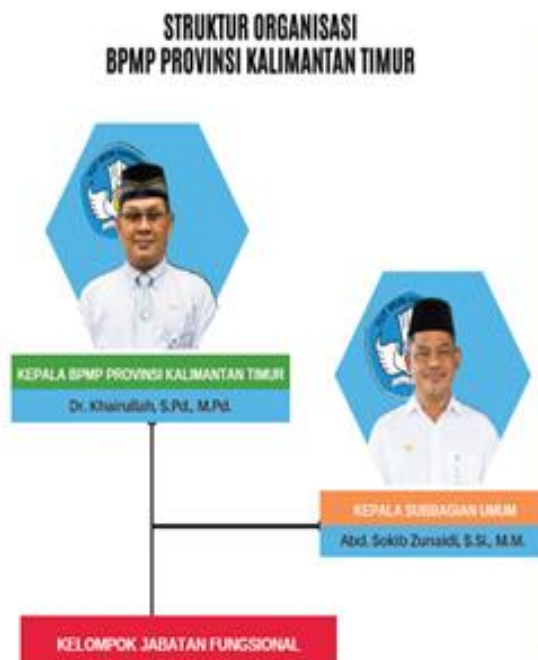 STRUKTUR ORGANISASI
BPMP PROVINSI KALIMANTAN TIMUR
KEPALA BPMP PROVINSI KALIMANTAN TIMUR
Dr. Khairullah, S.Pd., M.Pd.
KEPALA SUBBAGIAN UMUM
Abd. Sokib Zunaidi, S.Si., M.M.
KELOMPOK JABATAN FUNGSIONAL